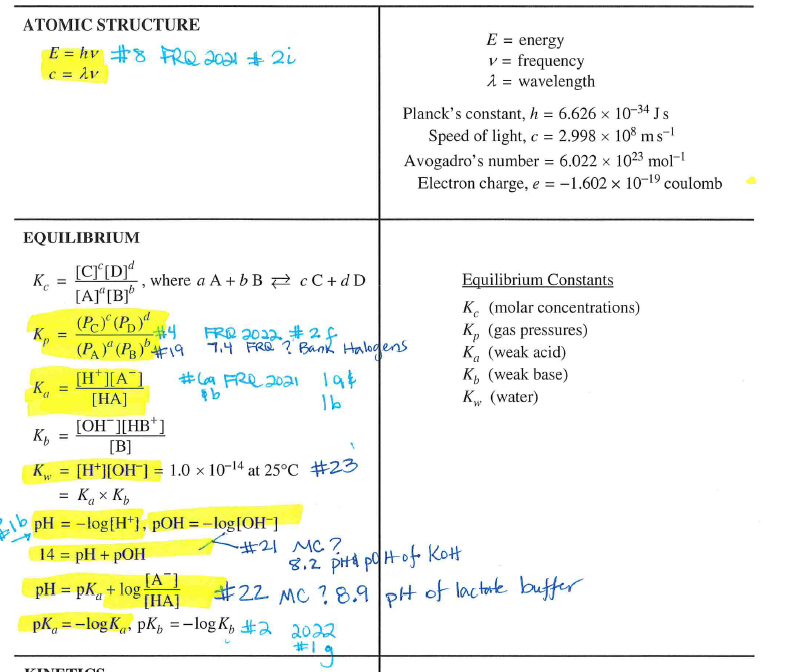 ATOMIC STRUCTURE
E = hν #8 FRQ 2021 # 2i
c = λν
E = energy
ν = frequency
λ = wavelength
Planck's constant, h = 6.626 × 10⁻³⁴ J s
Speed of light, c = 2.998 × 10⁸ m s⁻¹
Avogadro's number = 6.022 × 10²³ mol⁻¹
Electron charge, e = −1.602 × 10⁻¹⁹ coulomb
EQUILIBRIUM
K_c = [C]^c[D]^d / [A]^a[B]^b, where a A + b B ⇄ c C + d D
K_p = (P_C)^c (P_D)^d / (P_A)^a (P_B)^b #4 FRQ 2022 # 2f
#19 7.4 FRQ ? Bank Halogens
K_a = [H⁺][A⁻] / [HA] #6a FRQ 2021 1a&
&b 1b
K_b = [OH⁻][HB⁺] / [B]
K_w = [H⁺][OH⁻] = 1.0 × 10⁻¹⁴ at 25°C #23
= K_a × K_b
#1b pH = −log[H⁺], pOH = −log[OH⁻]
14 = pH + pOH #21 MC ?
8.2 pH & pOH of KOH
pH = pK_a + log [A⁻] / [HA] #22 MC ? 8.9 pH of lactate buffer
pK_a = −logK_a, pK_b = −logK_b #2 2022
#1g
Equilibrium Constants
K_c (molar concentrations)
K_p (gas pressures)
K_a (weak acid)
K_b (weak base)
K_w (water)
KINETICS